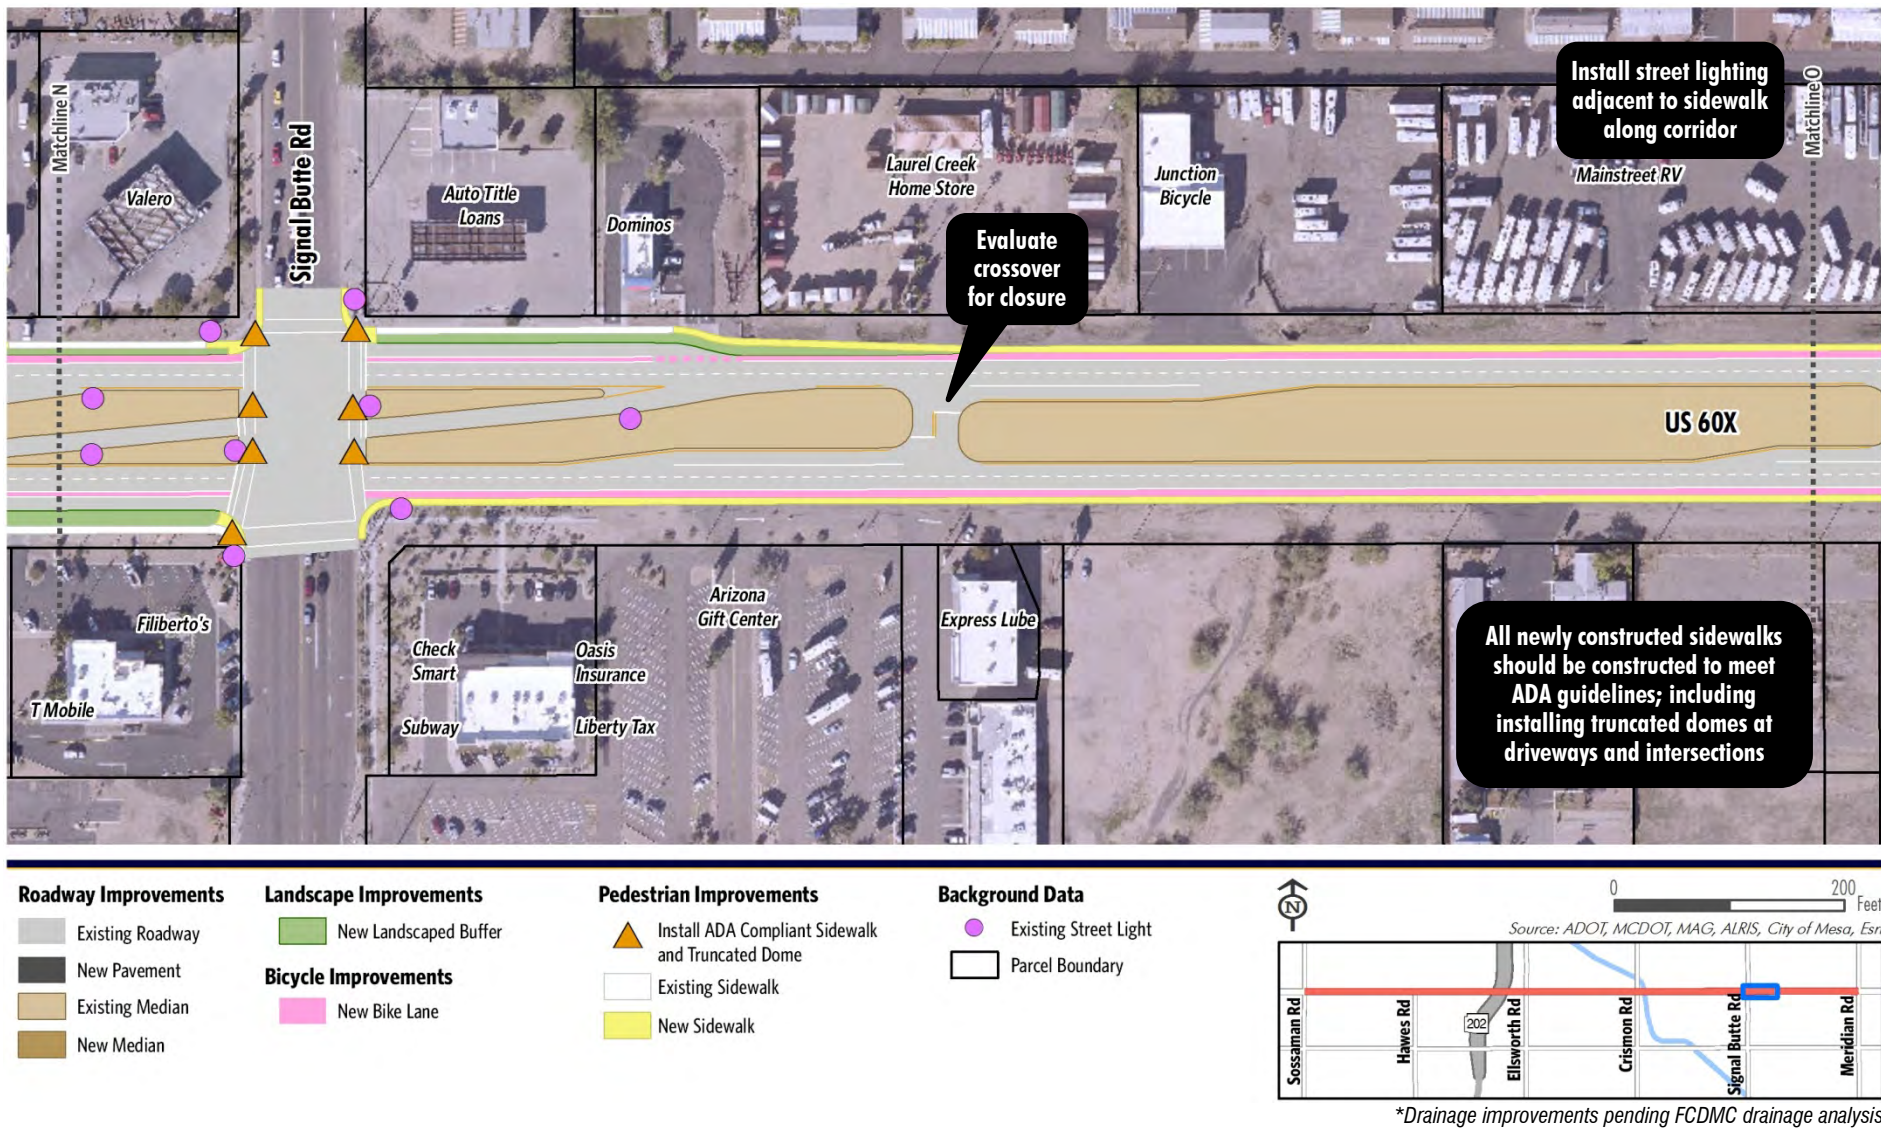 Matchline N
Signal Butte Rd
Install street lighting
adjacent to sidewalk
along corridor
Matchline O
Valero
Auto Title
Loans
Dominos
Laurel Creek
Home Store
Junction
Bicycle
Mainstreet RV
Evaluate
crossover
for closure
US 60X
Filiberto's
T Mobile
Check
Smart
Oasis
Insurance
Subway
Liberty Tax
Arizona
Gift Center
Express Lube
All newly constructed sidewalks
should be constructed to meet
ADA guidelines; including
installing truncated domes at
driveways and intersections
Roadway Improvements
Existing Roadway
New Pavement
Existing Median
New Median
Landscape Improvements
New Landscaped Buffer
Bicycle Improvements
New Bike Lane
Pedestrian Improvements
Install ADA Compliant Sidewalk
and Truncated Dome
Existing Sidewalk
New Sidewalk
Background Data
Existing Street Light
Parcel Boundary
N
0 200
Feet
Source: ADOT, MCDOT, MAG, ALRIS, City of Mesa, Esri
Sossaman Rd
Hawes Rd
202
Ellsworth Rd
Crismon Rd
Signal Butte Rd
Meridian Rd
*Drainage improvements pending FCDMC drainage analysis